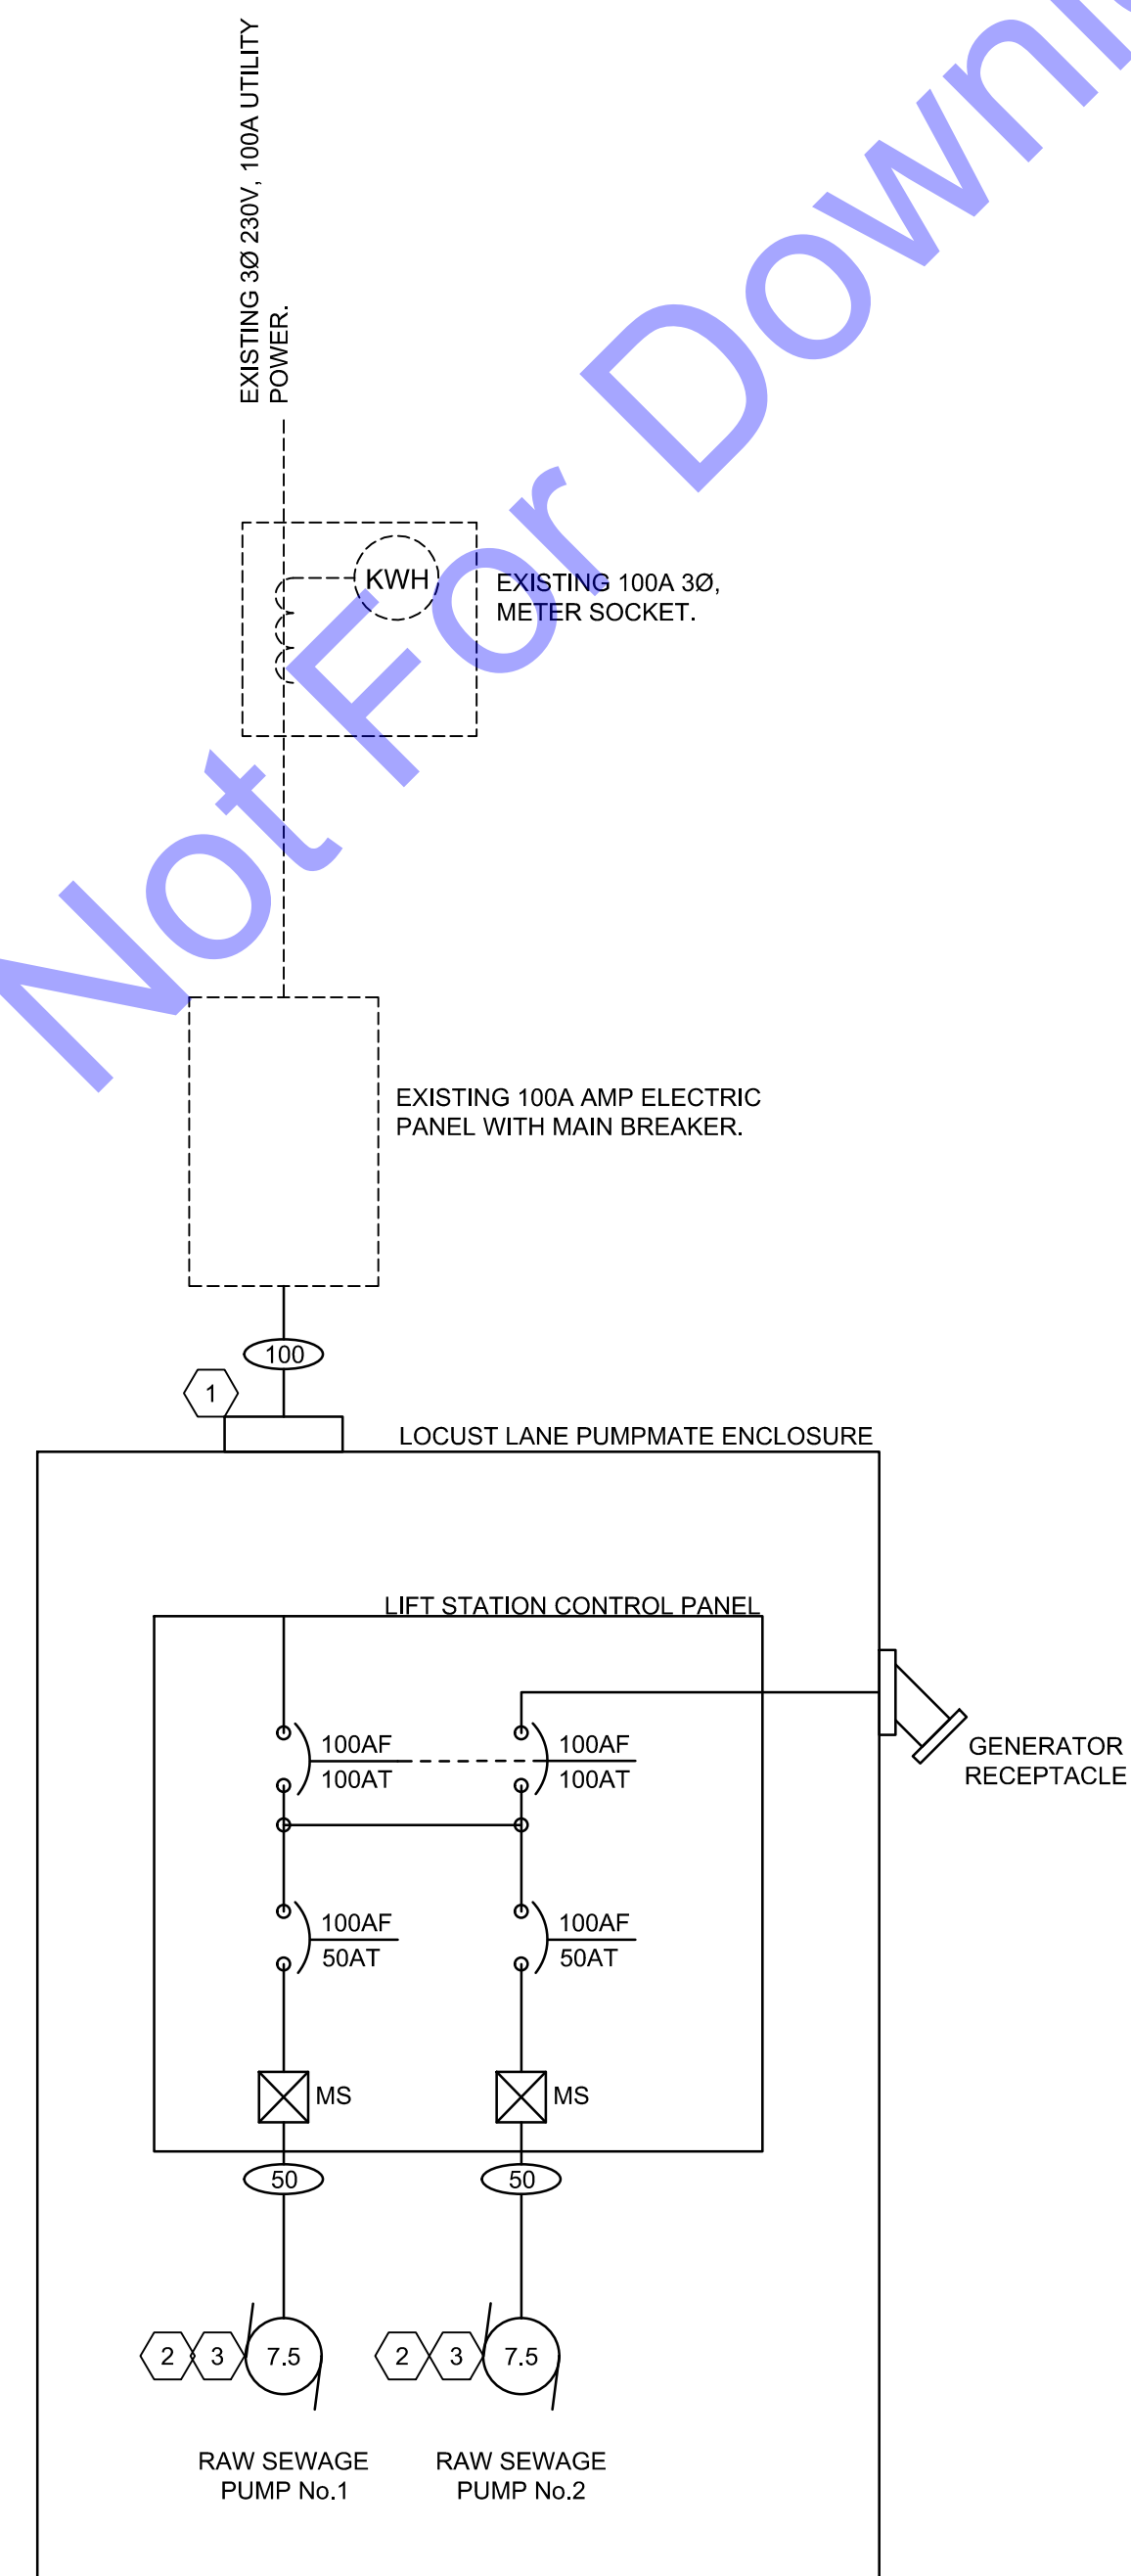 EXISTING 3Ø 230V, 100A UTILITY
POWER.
Not For Down
KWH
EXISTING 100A 3Ø,
METER SOCKET.
EXISTING 100A AMP ELECTRIC
PANEL WITH MAIN BREAKER.
100
1
LOCUST LANE PUMPMATE ENCLOSURE
LIFT STATION CONTROL PANEL
100AF
100AT
100AF
100AT
GENERATOR
RECEPTACLE
100AF
50AT
100AF
50AT
MS
MS
50
50
2
3
7.5
2
3
7.5
RAW SEWAGE
PUMP No.1
RAW SEWAGE
PUMP No.2